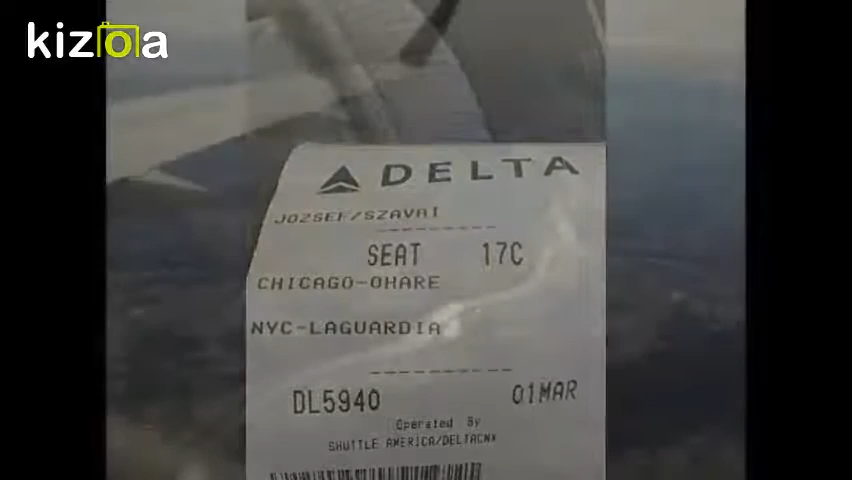 kizoa
DELTA
JOZSEF/SZAVAI
SEAT 17C
CHICAGO-OHARE
NYC-LAGUARDIA
DL5940 01MAR
Operated By
SHUTTLE AMERICA/DELTACNX